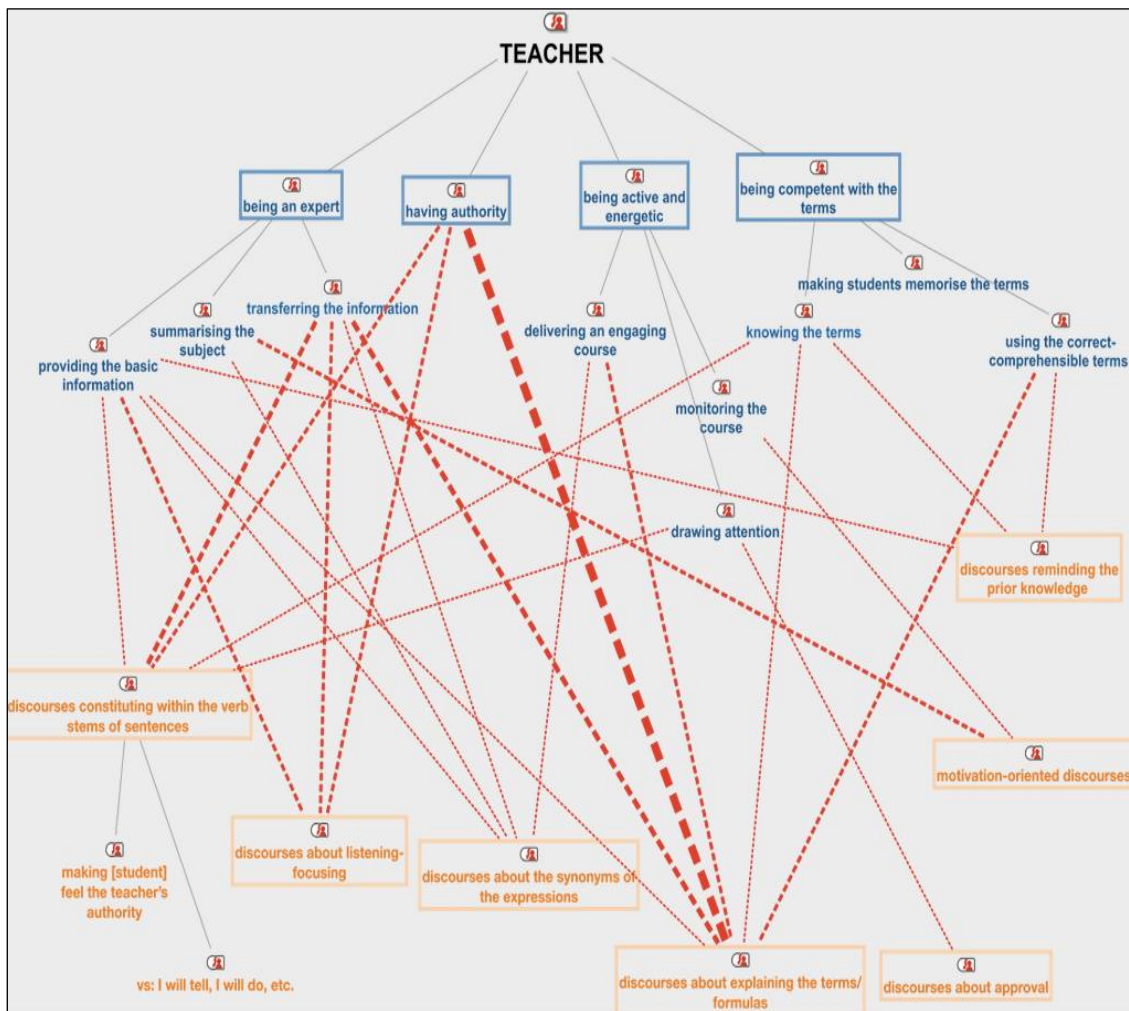 TEACHER
being an expert
having authority
being active and
energetic
being competent with the
terms
making students memorise the terms
transferring the information
summarising the
subject
delivering an engaging
course
knowing the terms
using the correct-
comprehensible terms
providing the basic
information
monitoring the
course
drawing attention
discourses reminding the
prior knowledge
discourses constituting within the verb
stems of sentences
motivation-oriented discourses
discourses about listening-
focusing
making [student]
feel the teacher's
authority
discourses about the synonyms of
the expressions
vs: I will tell, I will do, etc.
discourses about explaining the terms/
formulas
discourses about approval